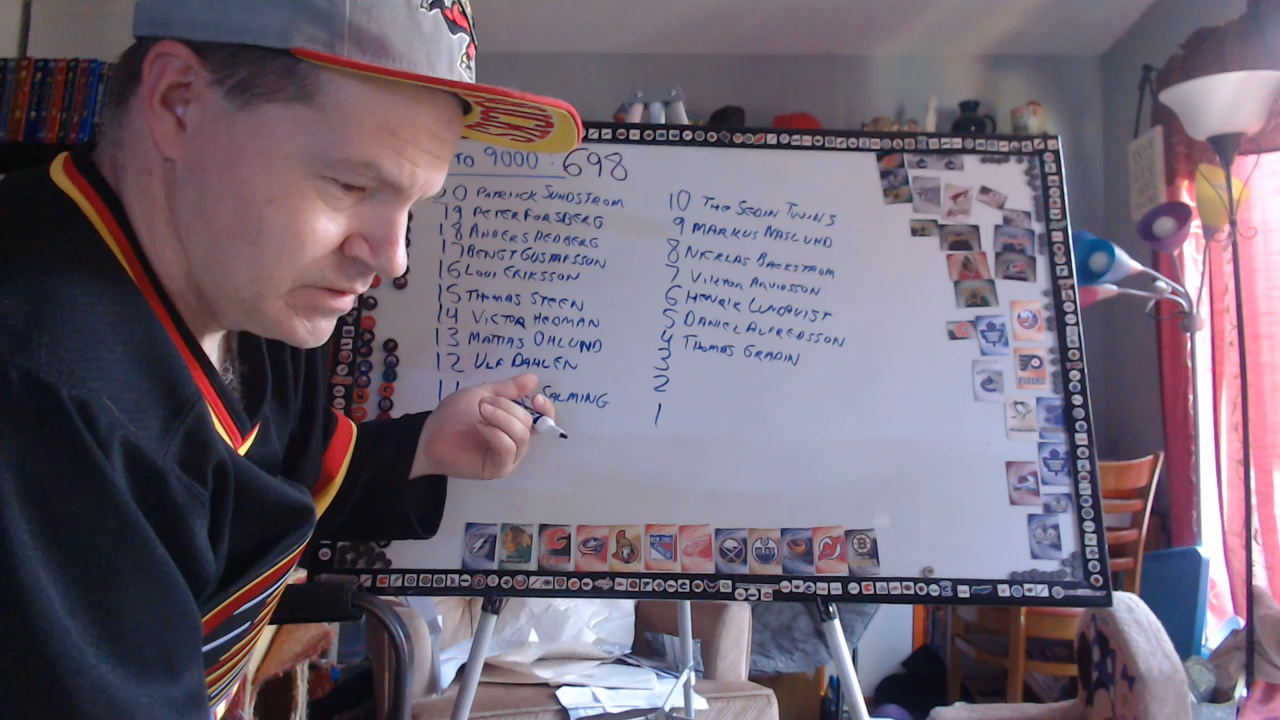 TO 9000 : 698
20 PATRICK SUNDSTROM
19 PETER FORSBERG
18 ANDERS HEDBERG
17 BENGT GUSTAFSSON
16 LOUI ERIKSSON
15 THOMAS STEEN
14 VICTOR HEDMAN
13 MATTIAS OHLUND
12 ULF DAHLEN
11 SALMING
10 THE SEDIN TWINS
9 MARKUS NASLUND
8 NICKLAS BACKSTROM
7 VIKTOR ARVIDSSON
6 HENRIK LUNDQVIST
5 DANIEL ALFREDSSON
4 THOMAS GRADIN
3
2
1